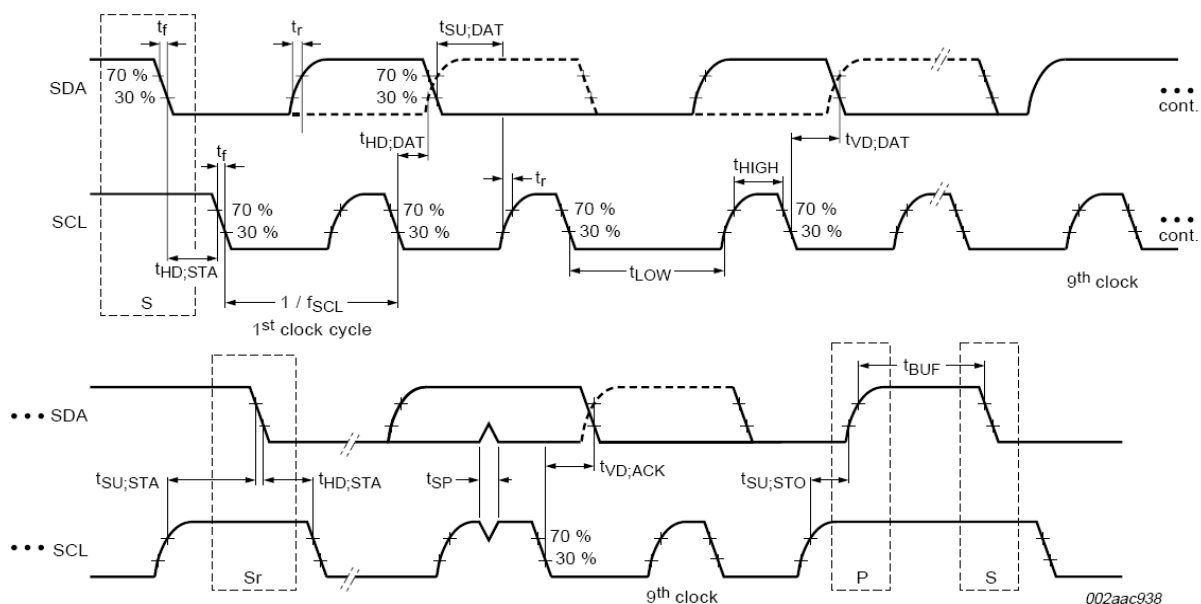 tf
tr
tSU;DAT
70 %
30 %
70 %
30 %
SDA
cont.
tHD;DAT
tVD;DAT
tf
tr
tHIGH
70 %
30 %
70 %
30 %
70 %
30 %
70 %
30 %
SCL
cont.
tHD;STA
tLOW
S
1 / fSCL
1st clock cycle
9th clock
tBUF
SDA
tSU;STA
tHD;STA
tSP
tVD;ACK
tSU;STO
70 %
30 %
SCL
Sr
9th clock
P
S
002aac938